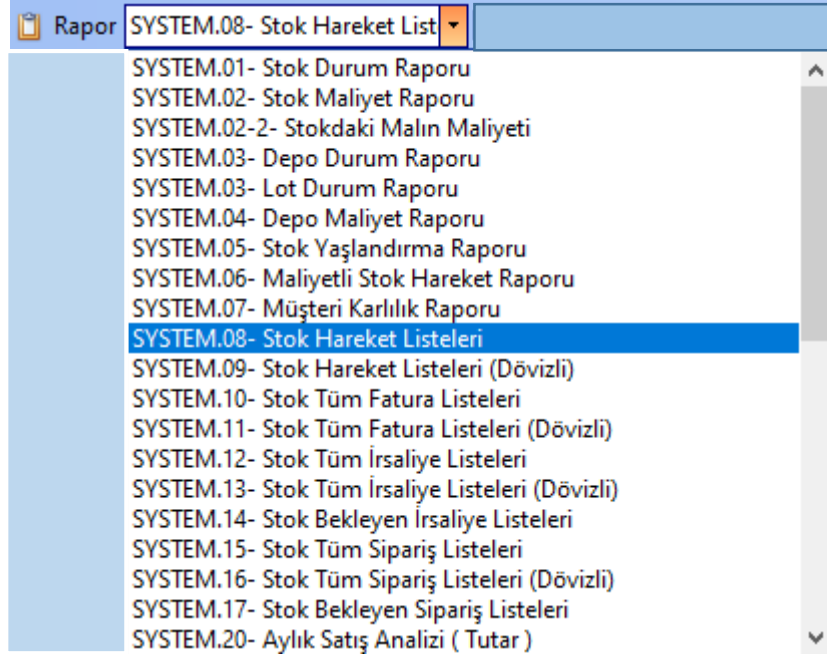 Rapor SYSTEM.08- Stok Hareket List
SYSTEM.01- Stok Durum Raporu
SYSTEM.02- Stok Maliyet Raporu
SYSTEM.02-2- Stokdaki Malın Maliyeti
SYSTEM.03- Depo Durum Raporu
SYSTEM.03- Lot Durum Raporu
SYSTEM.04- Depo Maliyet Raporu
SYSTEM.05- Stok Yaşlandırma Raporu
SYSTEM.06- Maliyetli Stok Hareket Raporu
SYSTEM.07- Müşteri Karlılık Raporu
SYSTEM.08- Stok Hareket Listeleri
SYSTEM.09- Stok Hareket Listeleri (Dövizli)
SYSTEM.10- Stok Tüm Fatura Listeleri
SYSTEM.11- Stok Tüm Fatura Listeleri (Dövizli)
SYSTEM.12- Stok Tüm İrsaliye Listeleri
SYSTEM.13- Stok Tüm İrsaliye Listeleri (Dövizli)
SYSTEM.14- Stok Bekleyen İrsaliye Listeleri
SYSTEM.15- Stok Tüm Sipariş Listeleri
SYSTEM.16- Stok Tüm Sipariş Listeleri (Dövizli)
SYSTEM.17- Stok Bekleyen Sipariş Listeleri
SYSTEM.20- Aylık Satış Analizi ( Tutar )